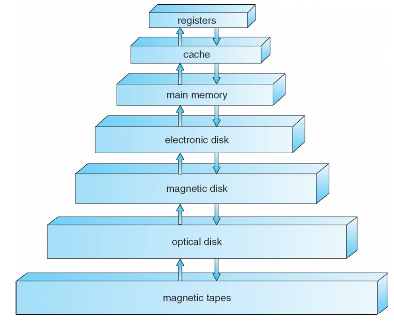 registers
cache
main memory
electronic disk
magnetic disk
optical disk
magnetic tapes